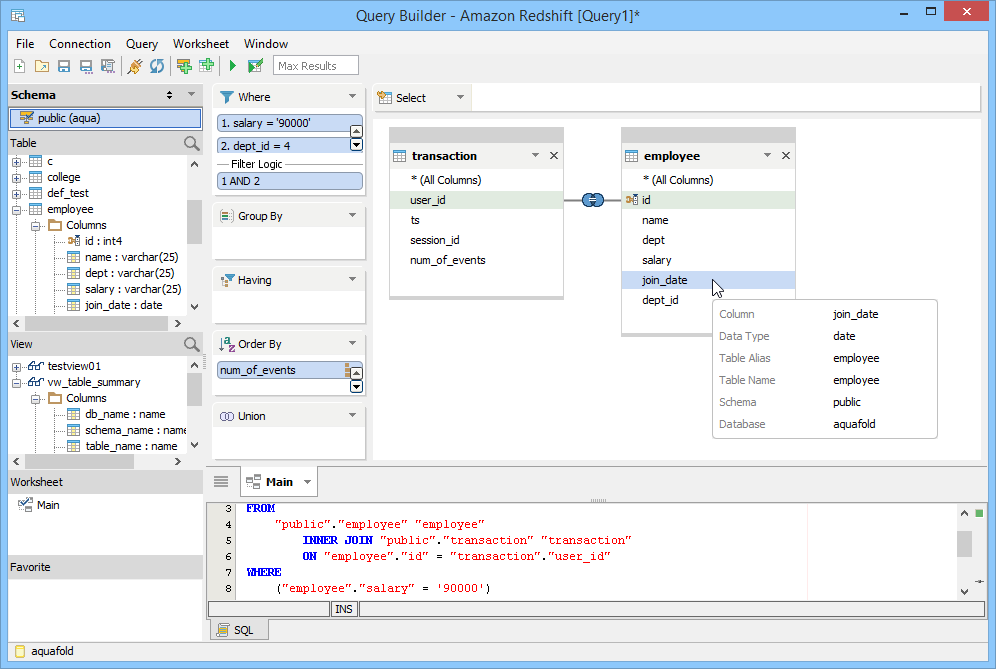 Query Builder - Amazon Redshift [Query1]*
File Connection Query Worksheet Window
Max Results
Schema
public (aqua)
Table
c
college
def_test
employee
Columns
id : int4
name : varchar(25)
dept : varchar(25)
salary : varchar(25)
join_date : date
View
testview01
vw_table_summary
Columns
db_name : name
schema_name : name
table_name : name
Worksheet
Main
Favorite
Where
1. salary = '90000'
2. dept_id = 4
Filter Logic
1 AND 2
Group By
Having
Order By
num_of_events
Union
Select
transaction
* (All Columns)
user_id
ts
session_id
num_of_events
employee
* (All Columns)
id
name
dept
salary
join_date
dept_id
Column join_date
Data Type date
Table Alias employee
Table Name employee
Schema public
Database aquafold
Main
3 FROM
4 "public"."employee" "employee"
5 INNER JOIN "public"."transaction" "transaction"
6 ON "employee"."id" = "transaction"."user_id"
7 WHERE
8 ("employee"."salary" = '90000')
INS
SQL
aquafold